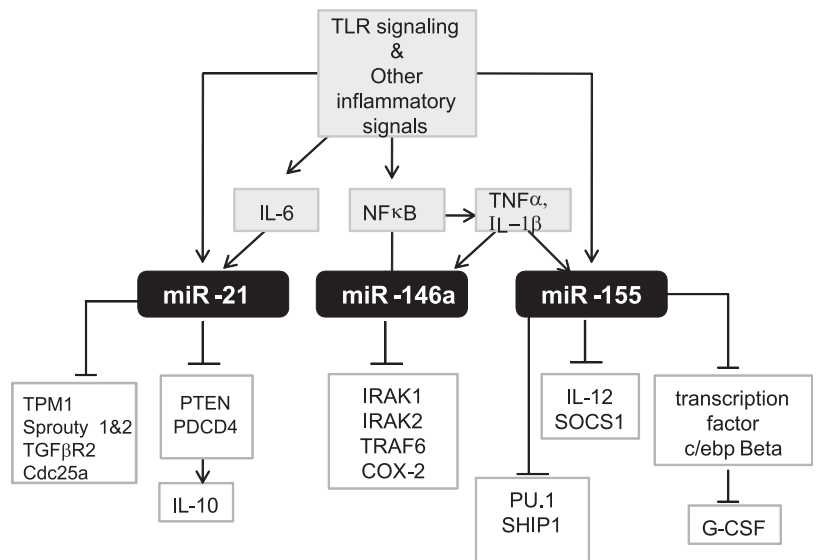 TLR signaling
&
Other
inflammatory
signals
IL-6
NFκB
TNFα,
IL-1β
miR-21
miR-146a
miR-155
TPM1
Sprouty 1&2
TGFβR2
Cdc25a
PTEN
PDCD4
IL-10
IRAK1
IRAK2
TRAF6
COX-2
PU.1
SHIP1
IL-12
SOCS1
transcription
factor
c/ebp Beta
G-CSF